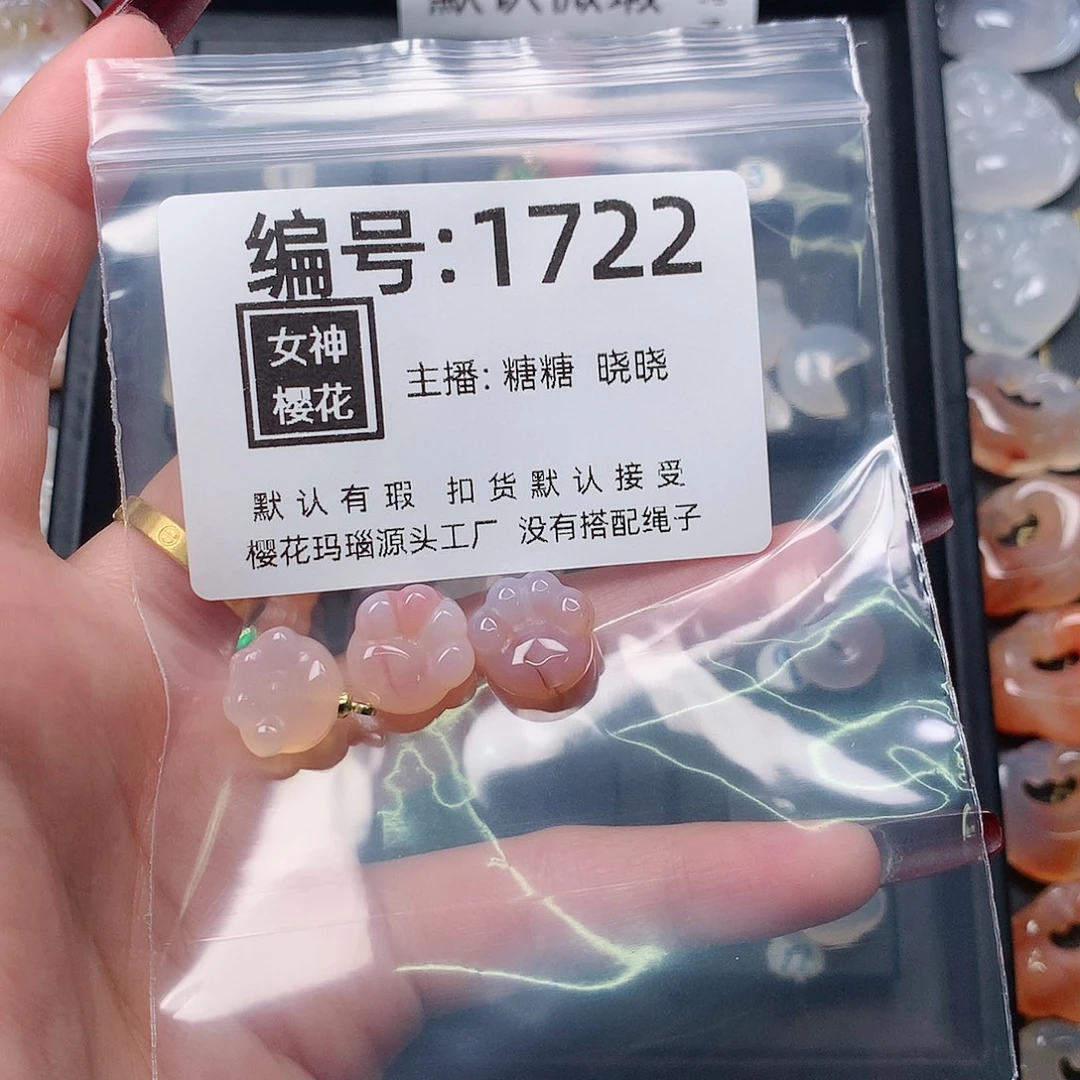 编号:1722
女神
樱花
主播: 糖糖 晓晓
默认有瑕 扣货默认接受
樱花玛瑙源头工厂 没有搭配绳子